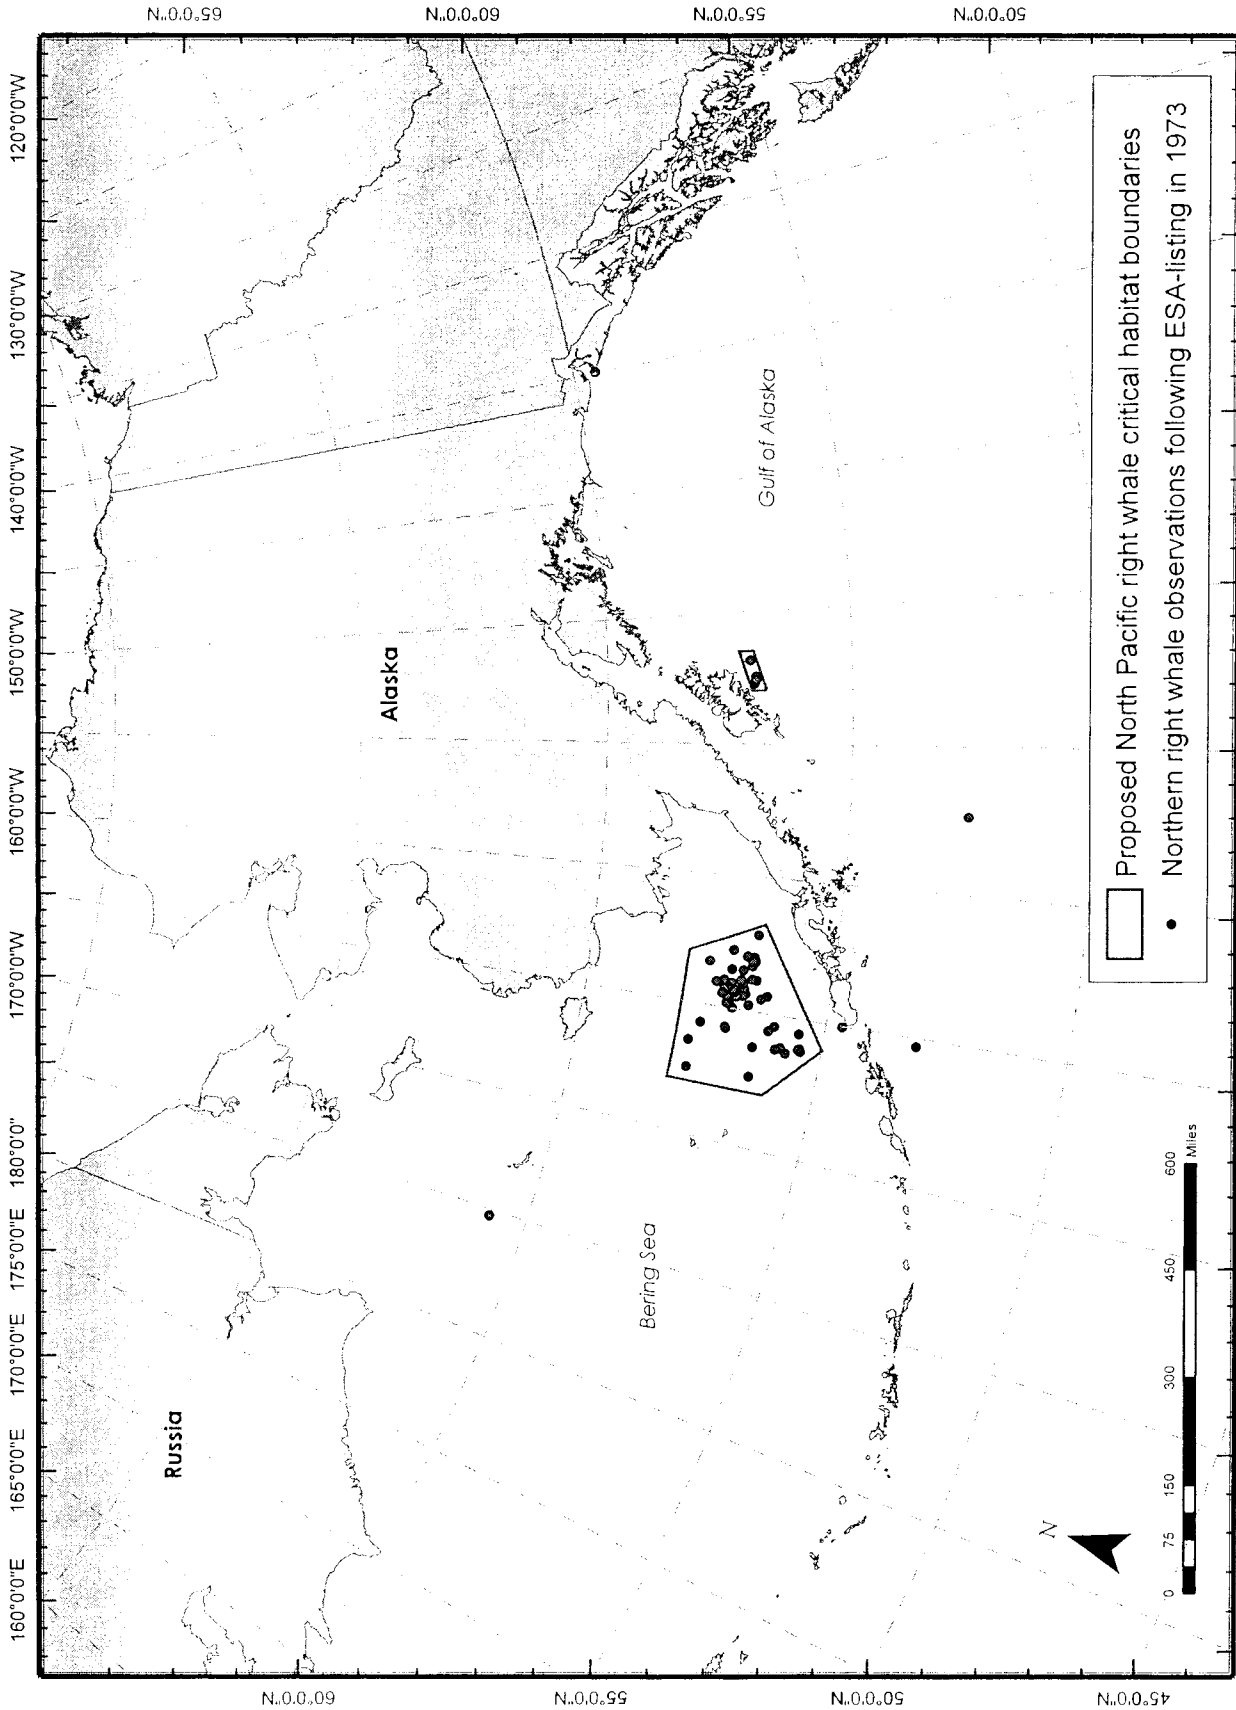 160°0'0"E
165°0'0"E
170°0'0"E
175°0'0"E
180°0'0"
170°0'0"W
160°0'0"W
150°0'0"W
140°0'0"W
130°0'0"W
120°0'0"W
65°0'0"N
60°0'0"N
55°0'0"N
50°0'0"N
60°0'0"N
55°0'0"N
50°0'0"N
45°0'0"N
Russia
Alaska
Bering Sea
Gulf of Alaska
N
0 75 150 300 450 600
Miles
Proposed North Pacific right whale critical habitat boundaries
Northern right whale observations following ESA-listing in 1973